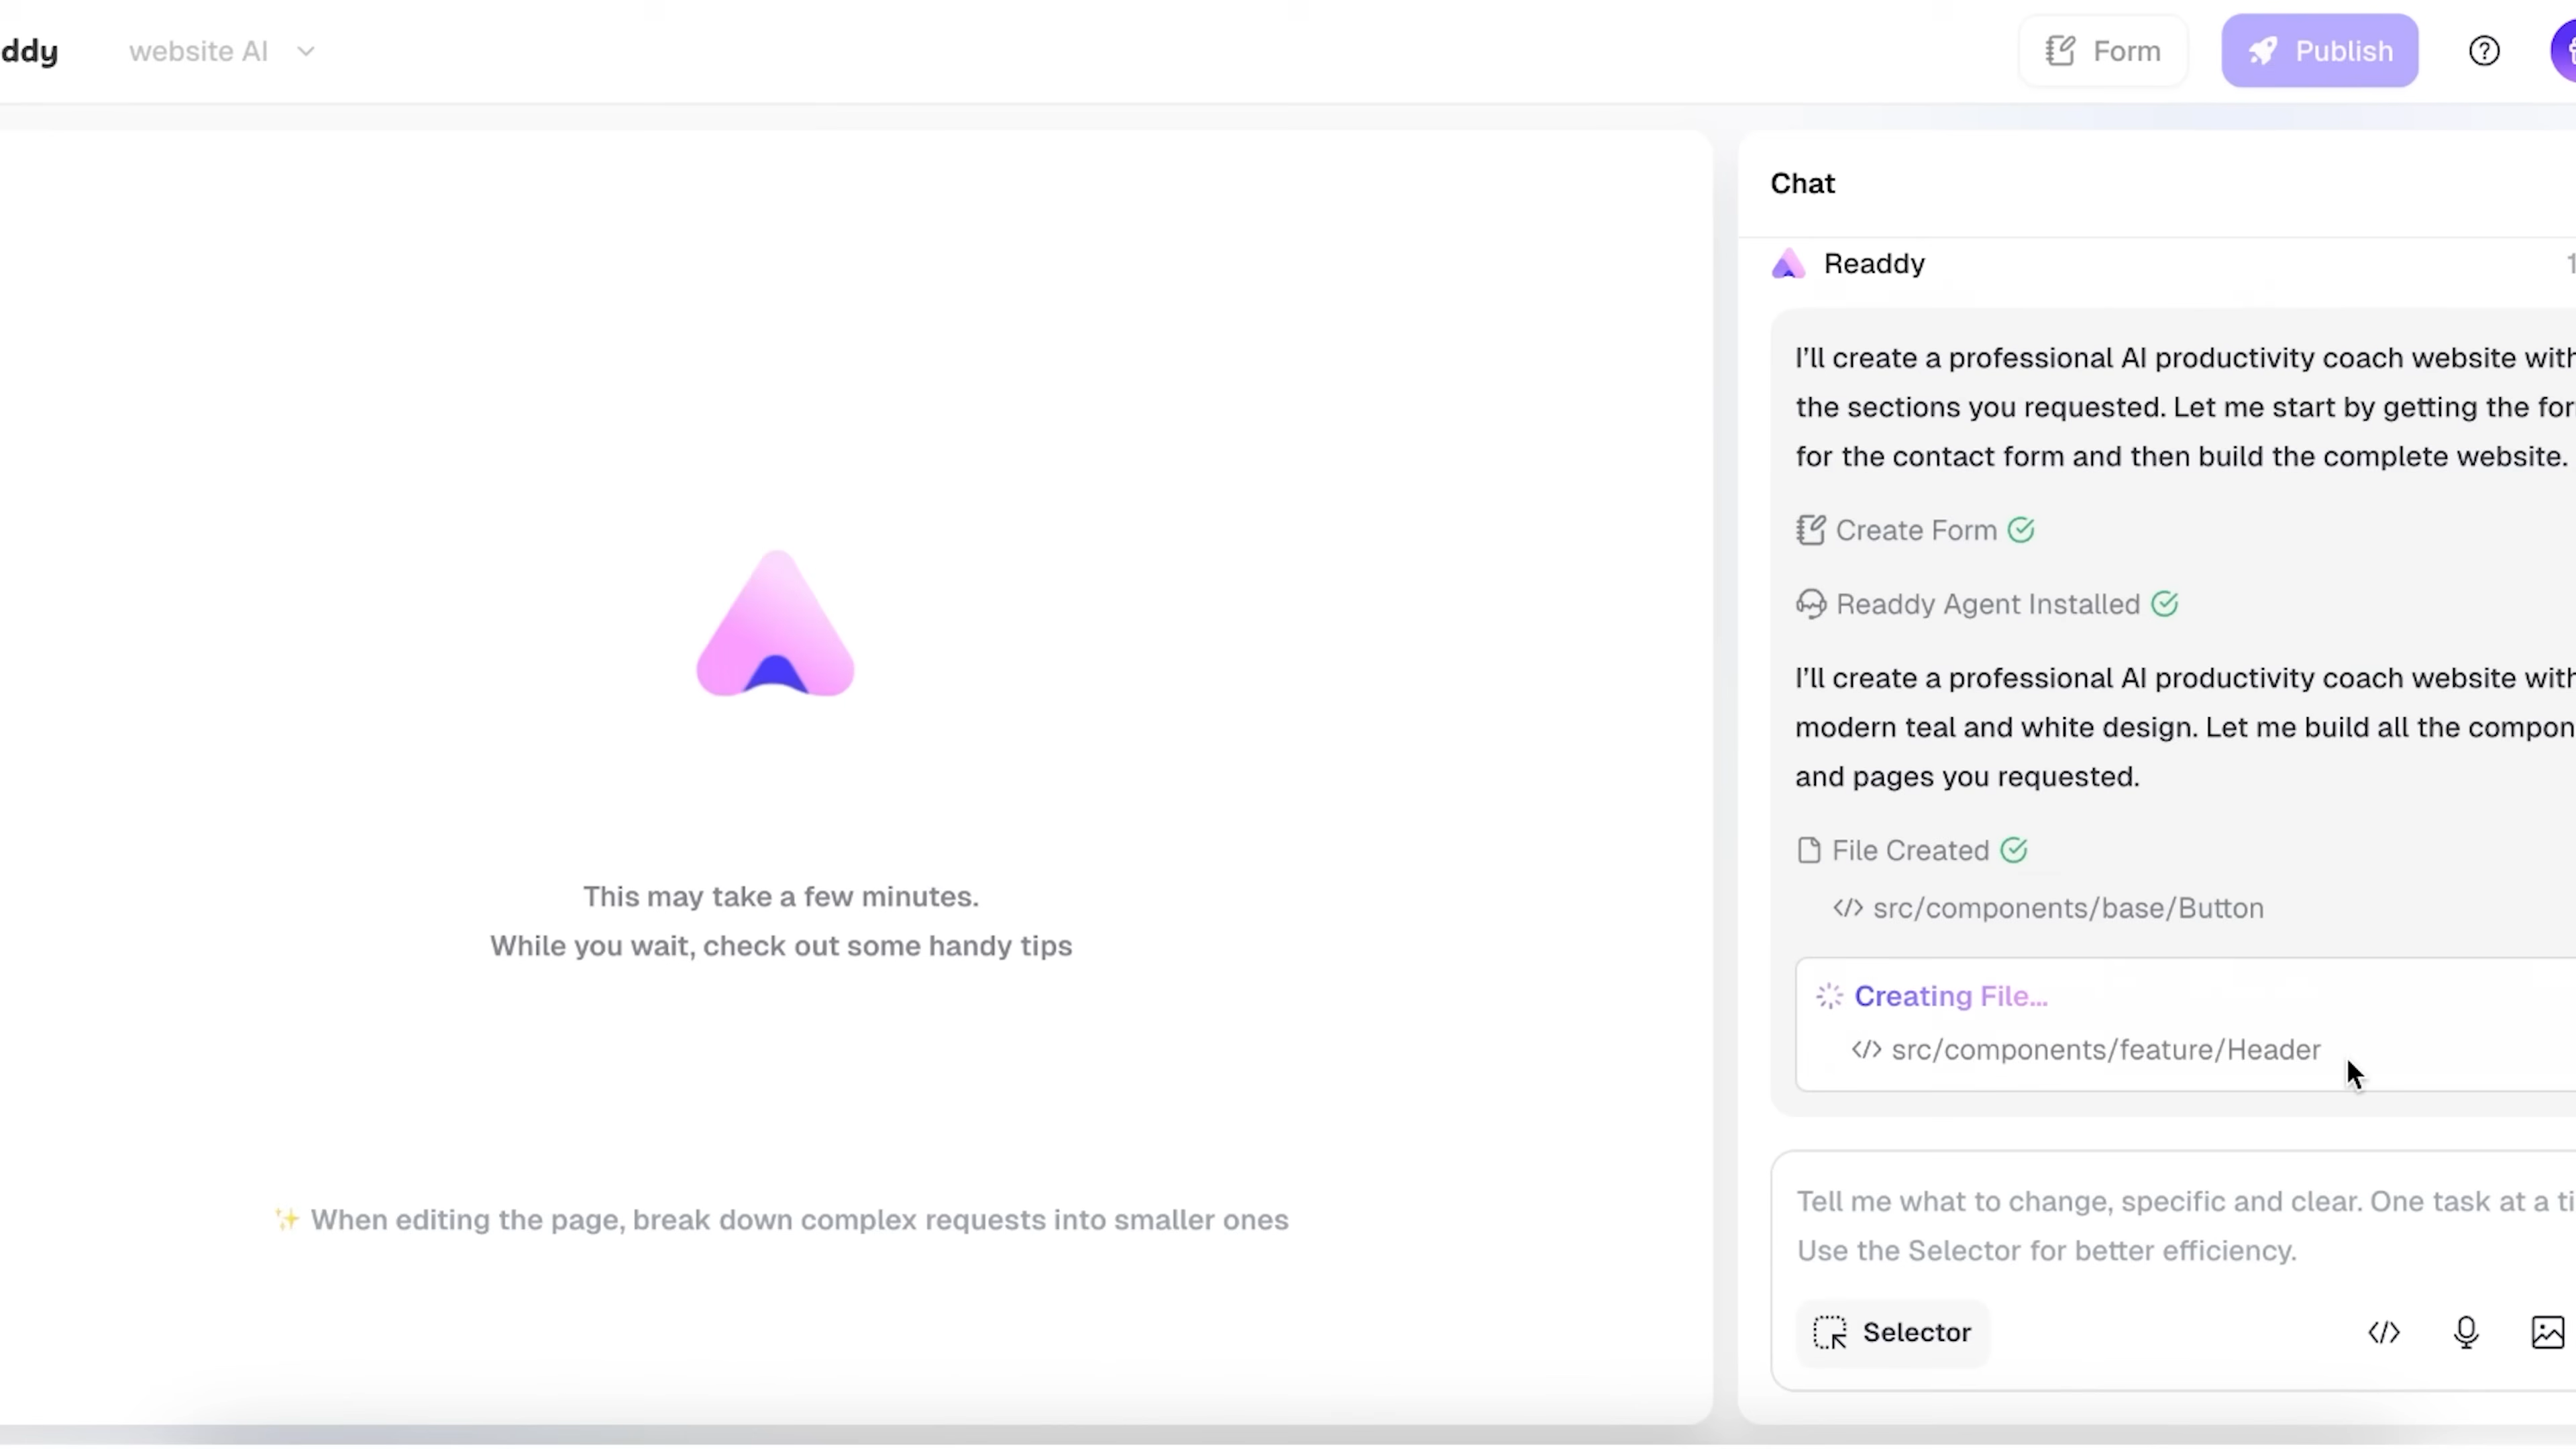 ddy
website AI
Form
Publish
Chat
Readdy
I'll create a professional AI productivity coach website with
the sections you requested. Let me start by getting the
for the contact form and then build the complete website.
Create Form
Readdy Agent Installed
I'll create a professional AI productivity coach website with
modern teal and white design. Let me build all the
and pages you requested.
File Created
</> src/components/base/Button
Creating File...
</> src/components/feature/Header
This may take a few minutes.
While you wait, check out some handy tips
✨ When editing the page, break down complex requests into smaller ones
Tell me what to change, specific and clear. One task at a
Use the Selector for better efficiency.
Selector